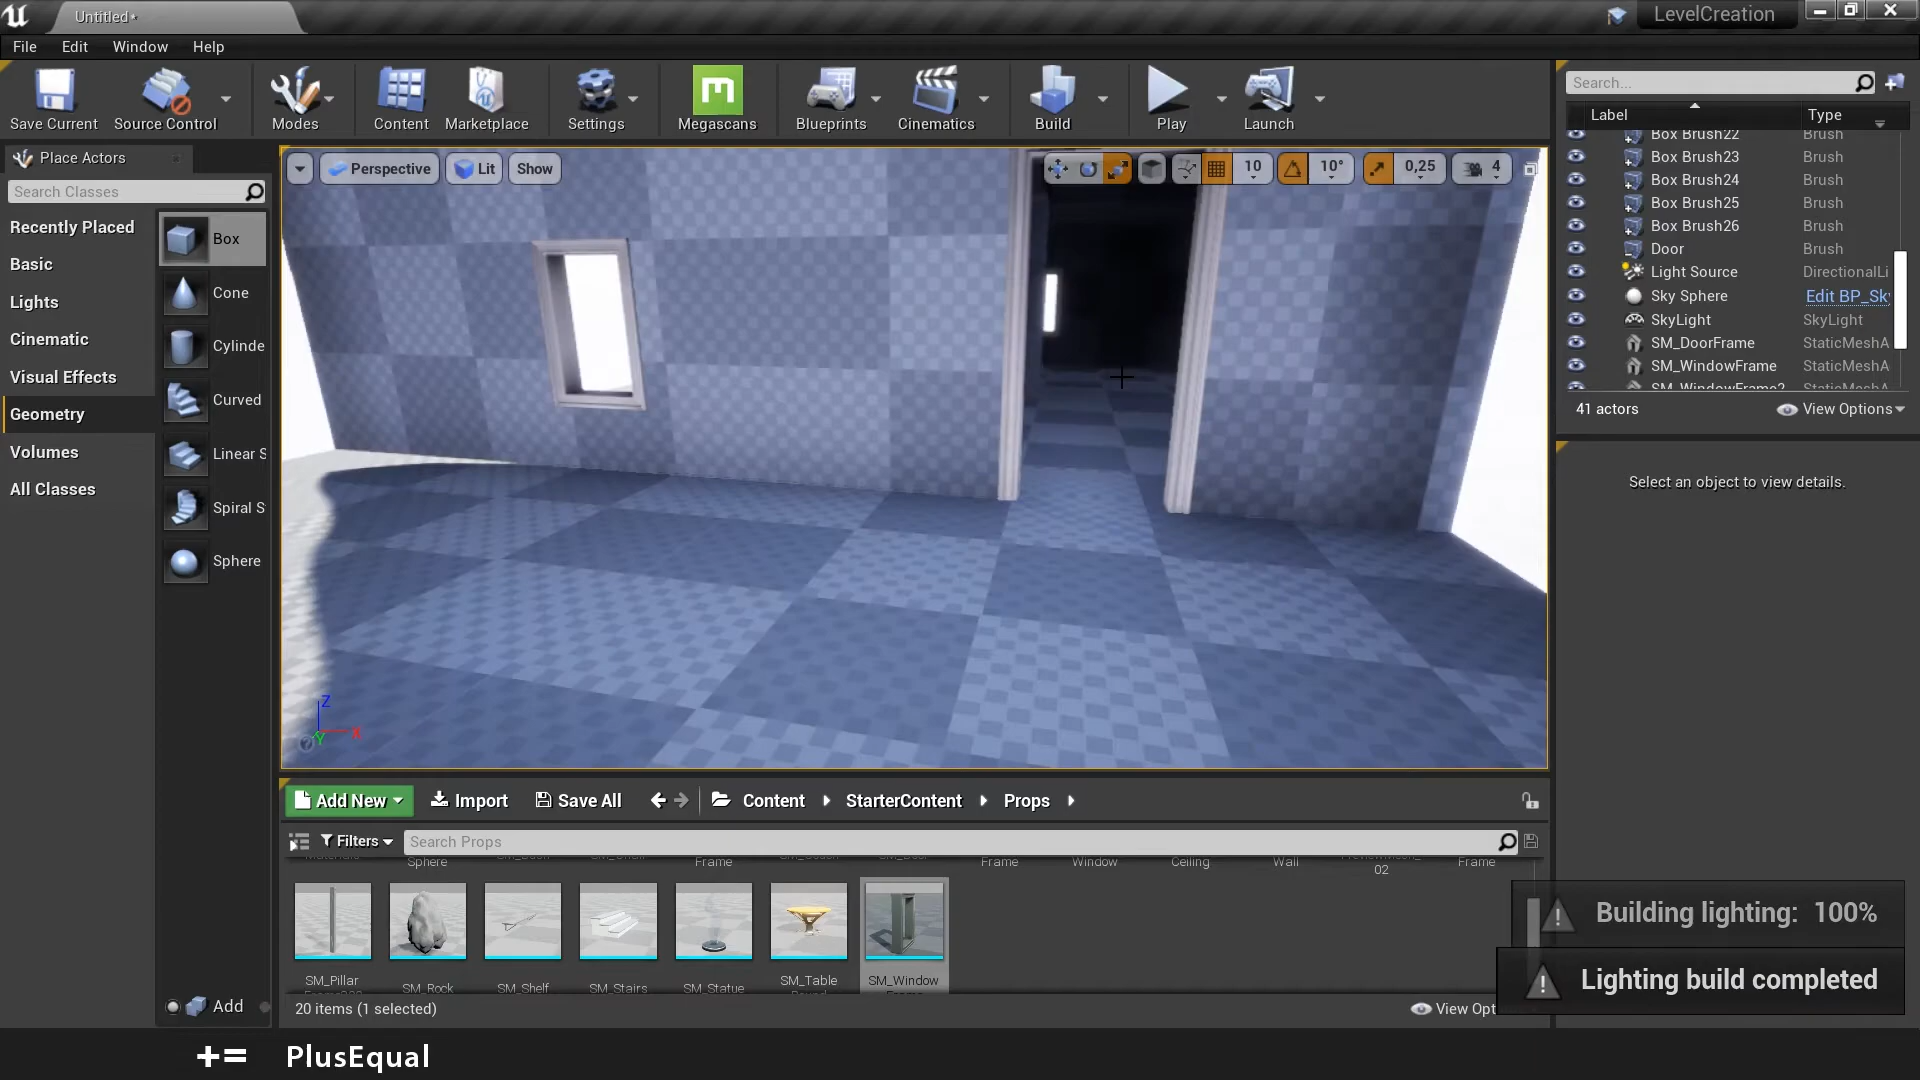 Untitled*
LevelCreation
File Edit Window Help
Save Current
Source Control
Modes
Content
Marketplace
Settings
Megascans
Blueprints
Cinematics
Build
Play
Launch
Search...
Label Type
Box Brush22 Brush
Box Brush23 Brush
Box Brush24 Brush
Box Brush25 Brush
Box Brush26 Brush
Door Brush
Light Source DirectionalLi
Sky Sphere Edit BP_Sk
SkyLight SkyLight
SM_DoorFrame StaticMeshA
SM_WindowFrame StaticMeshA
SM_WindowFrame2
41 actors View Options
Select an object to view details.
Place Actors
Search Classes
Recently Placed
Basic
Lights
Cinematic
Visual Effects
Geometry
Volumes
All Classes
Box
Cone
Cylinde
Curved
Linear S
Spiral S
Sphere
Add
Perspective Lit Show
10 10° 0,25 4
Z
Y X
Add New Import Save All Content StarterContent Props
Filters Search Props
Sphere Frame Frame Window Ceiling Wall Frame
02
SM_Pillar
SM_Rock
SM_Shelf
SM_Stairs
SM_Statue
SM_Table
SM_Window
20 items (1 selected) View Opt
Building lighting: 100%
Lighting build completed
+= PlusEqual